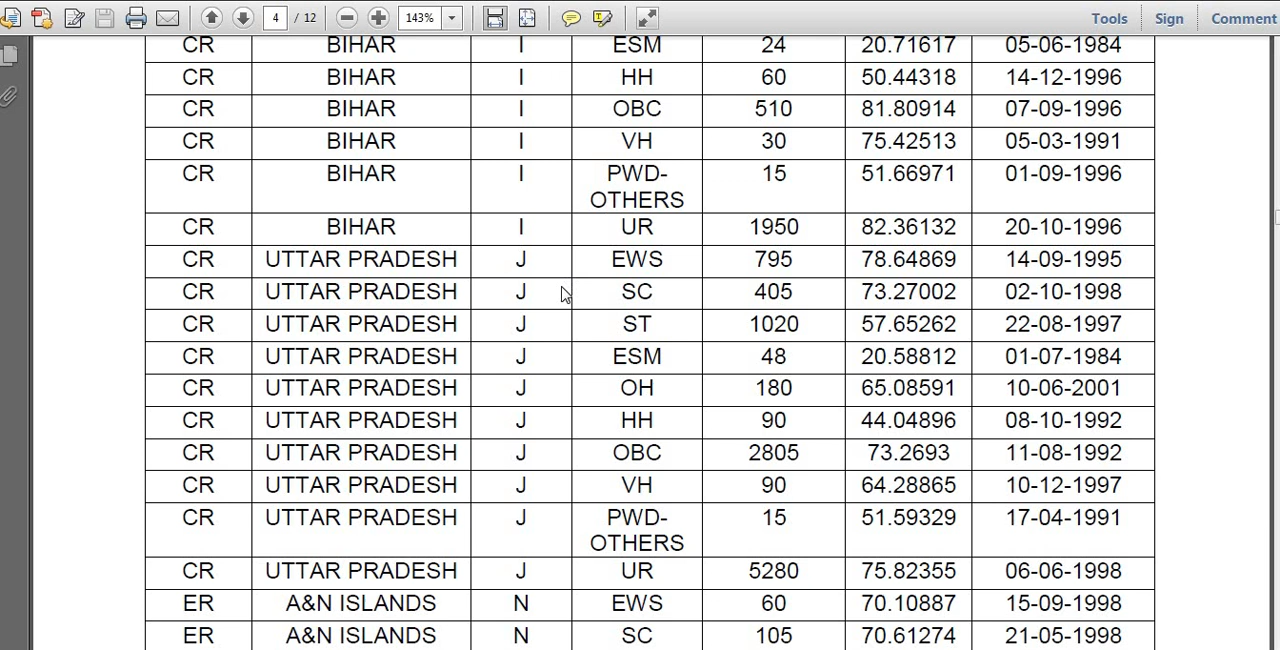 4 / 12 143% Tools Sign Comment
CR BIHAR I ESM 24 20.71617 05-06-1984
CR BIHAR I HH 60 50.44318 14-12-1996
CR BIHAR I OBC 510 81.80914 07-09-1996
CR BIHAR I VH 30 75.42513 05-03-1991
CR BIHAR I PWD- 15 51.66971 01-09-1996
OTHERS
CR BIHAR I UR 1950 82.36132 20-10-1996
CR UTTAR PRADESH J EWS 795 78.64869 14-09-1995
CR UTTAR PRADESH J SC 405 73.27002 02-10-1998
CR UTTAR PRADESH J ST 1020 57.65262 22-08-1997
CR UTTAR PRADESH J ESM 48 20.58812 01-07-1984
CR UTTAR PRADESH J OH 180 65.08591 10-06-2001
CR UTTAR PRADESH J HH 90 44.04896 08-10-1992
CR UTTAR PRADESH J OBC 2805 73.2693 11-08-1992
CR UTTAR PRADESH J VH 90 64.28865 10-12-1997
CR UTTAR PRADESH J PWD- 15 51.59329 17-04-1991
OTHERS
CR UTTAR PRADESH J UR 5280 75.82355 06-06-1998
ER A&N ISLANDS N EWS 60 70.10887 15-09-1998
ER A&N ISLANDS N SC 105 70.61274 21-05-1998